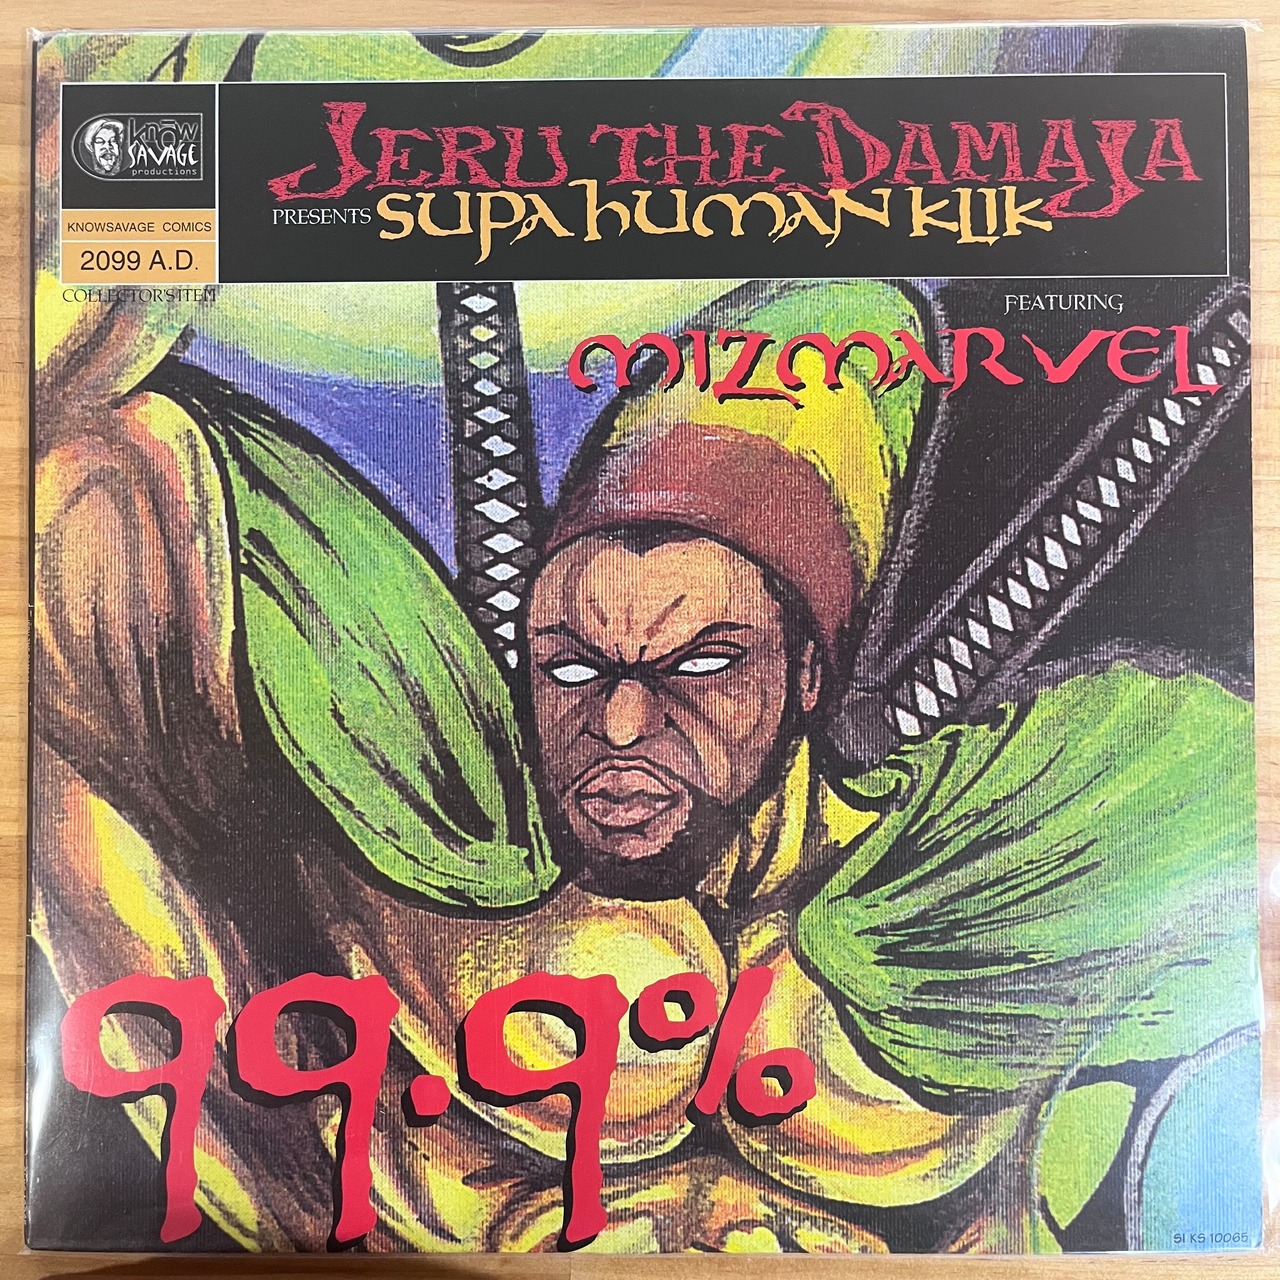 knōw
SAVAGE
productions
KNOWSAVAGE COMICS
2099 A.D.
COLLECTOR'S ITEM
JERU THE DAMAJA
PRESENTS SUPA HUMAN KLIK
FEATURING
MIZMARVEL
99.9%
SI KS 10065